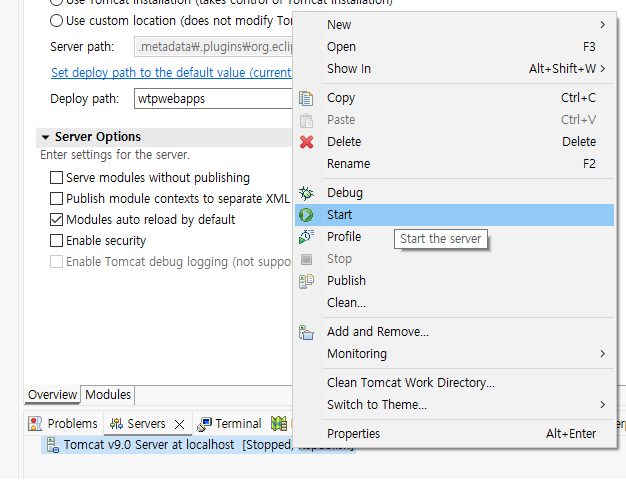 Use Tomcat installation (takes control of Tomcat installation)
Use custom location (does not modify Tom
Server path:
.metadata\.plugins\org.eclip
Set deploy path to the default value (current
Deploy path:
wtpwebapps
Server Options
Enter settings for the server.
Serve modules without publishing
Publish module contexts to separate XML
Modules auto reload by default
Enable security
Enable Tomcat debug logging (not suppo
Overview Modules
Problems Servers Terminal
Tomcat v9.0 Server at localhost [Stopped,
New
Open F3
Show In Alt+Shift+W
Copy Ctrl+C
Paste Ctrl+V
Delete Delete
Rename F2
Debug
Start
Profile
Start the server
Stop
Publish
Clean...
Add and Remove...
Monitoring
Clean Tomcat Work Directory...
Switch to Theme...
Properties Alt+Enter